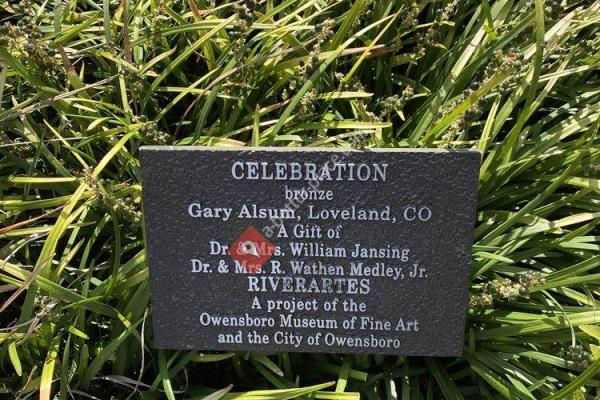 CELEBRATION
bronze
Gary Alsum, Loveland, CO
A Gift of
Dr. & Mrs. William Jansing
Dr. & Mrs. R. Wathen Medley, Jr.
RIVERARTES
A project of the
Owensboro Museum of Fine Art
and the City of Owensboro